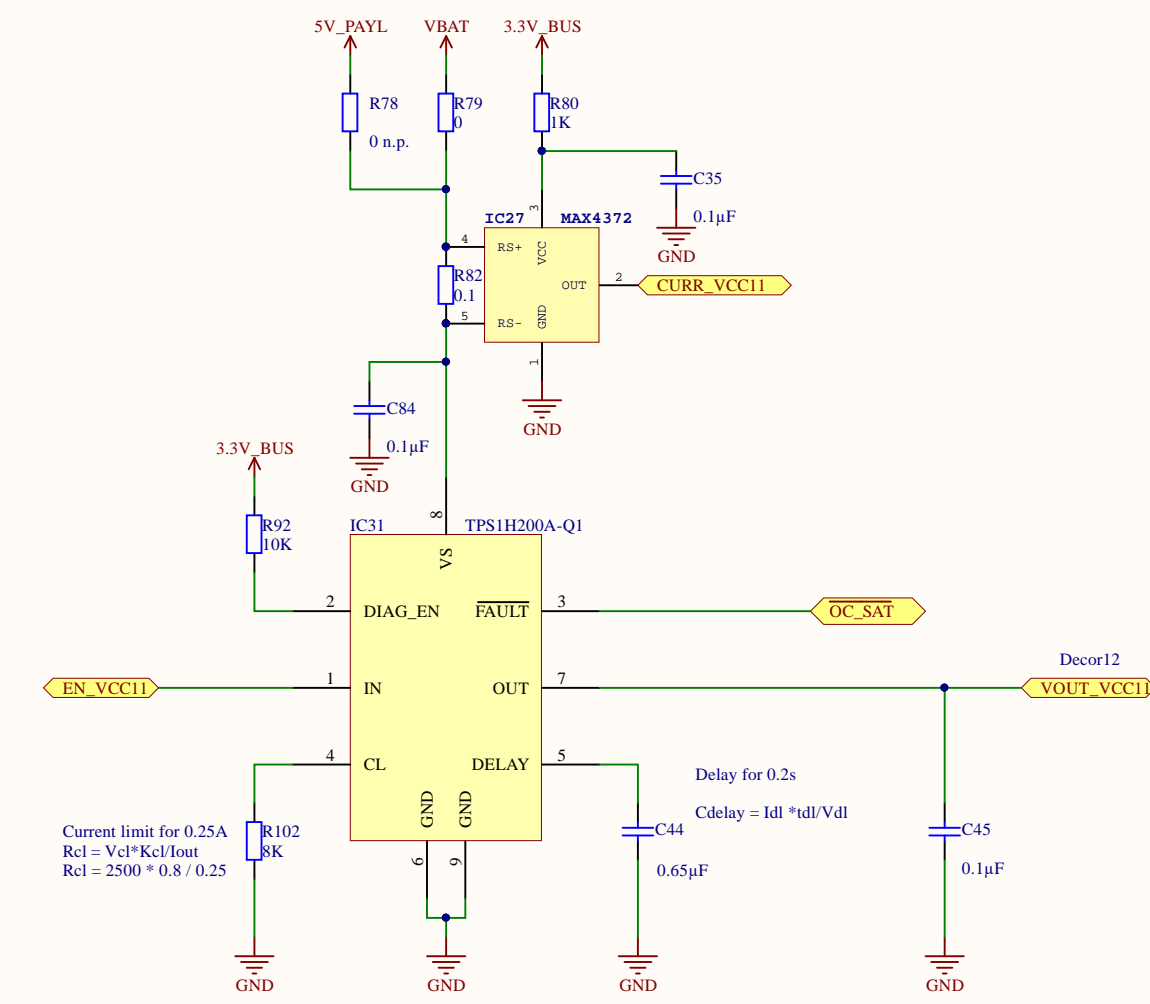 5V_PAYL VBAT 3.3V_BUS
R78
0 n.p.
R79
0
R80
1K
C35
0.1µF
GND
IC27 MAX4372
3
VCC
4 RS+
R82
0.1
OUT 2 CURR_VCC11
5 RS-
GND
1
GND
C84
0.1µF
GND
3.3V_BUS
R92
10K
8
IC31 TPS1H200A-Q1
VS
2 DIAG_EN FAULT 3 OC_SAT
Decor12
EN_VCC11 1 IN OUT 7 VOUT_VCC11
4 CL DELAY 5
GND GND
6 9
Delay for 0.2s
Cdelay = Idl *tdl/Vdl
Current limit for 0.25A
Rcl = Vcl*Kcl/Iout
Rcl = 2500 * 0.8 / 0.25
R102
8K
C44
0.65µF
C45
0.1µF
GND GND GND GND